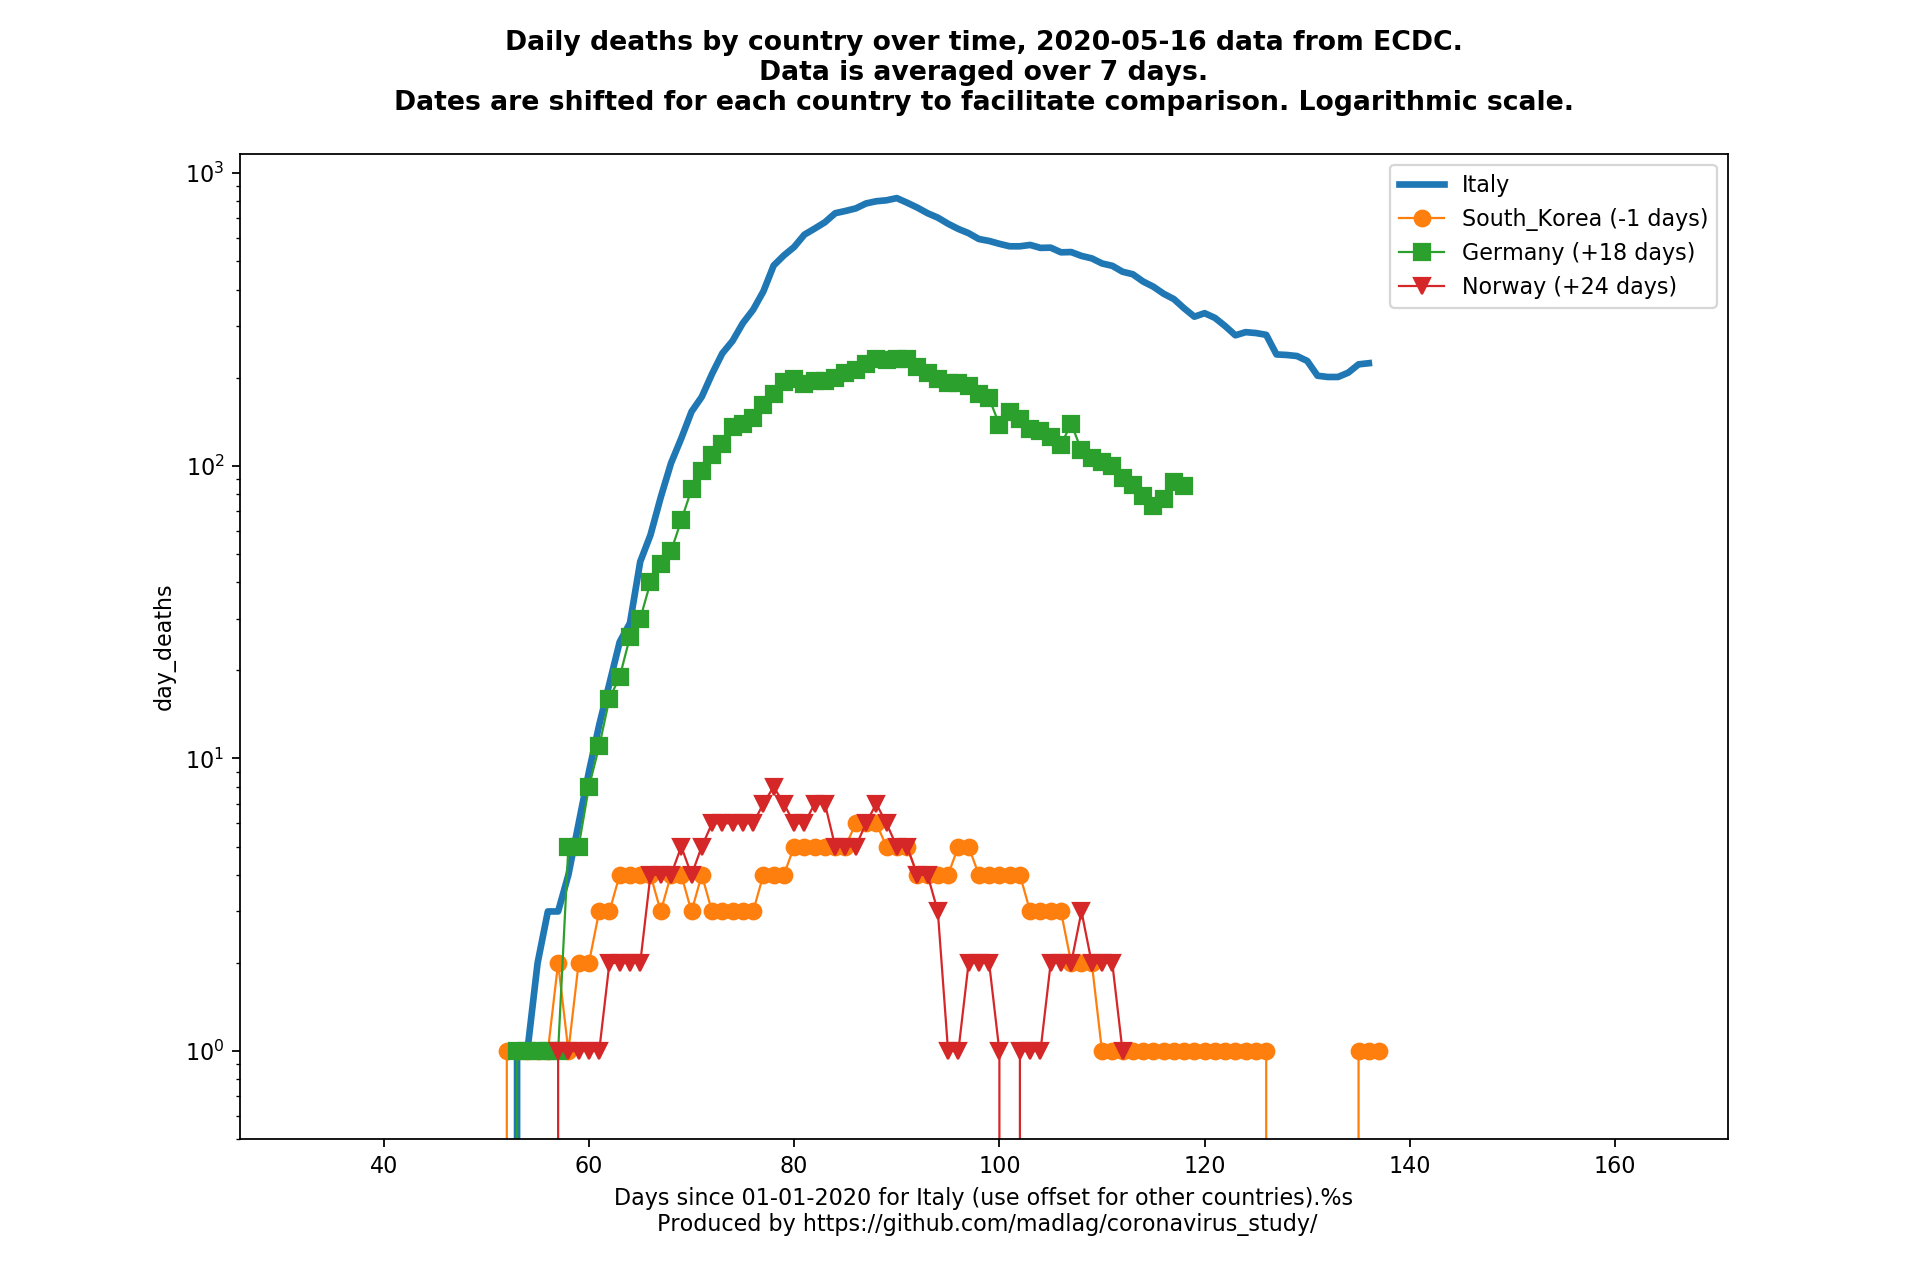 Daily deaths by country over time, 2020-05-16 data from ECDC.
Data is averaged over 7 days.
Dates are shifted for each country to facilitate comparison. Logarithmic scale.
Italy
South_Korea (-1 days)
Germany (+18 days)
Norway (+24 days)
day_deaths
10³
10²
10¹
10⁰
40 60 80 100 120 140 160
Days since 01-01-2020 for Italy (use offset for other countries).%s
Produced by https://github.com/madlag/coronavirus_study/